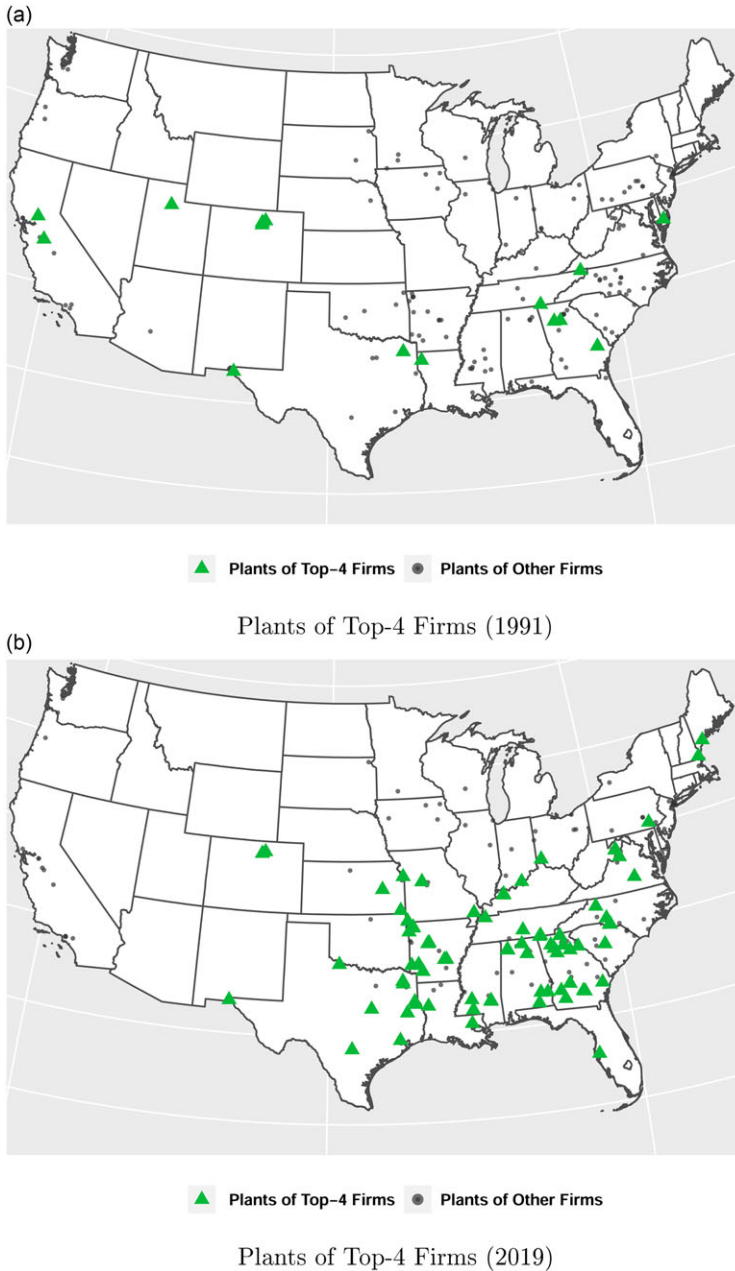 (a)
Plants of Top−4 Firms Plants of Other Firms
Plants of Top-4 Firms (1991)
(b)
Plants of Top−4 Firms Plants of Other Firms
Plants of Top-4 Firms (2019)